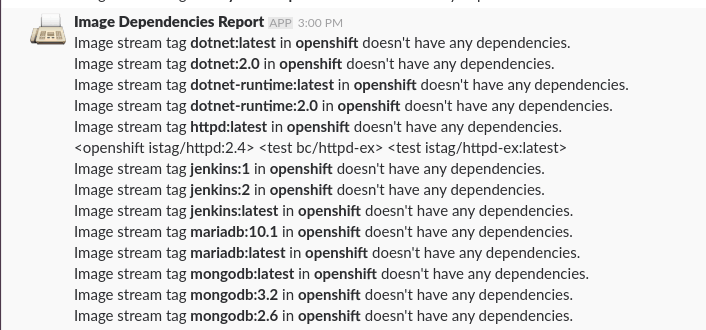 Image Dependencies Report APP 3:00 PM
Image stream tag dotnet:latest in openshift doesn't have any dependencies.
Image stream tag dotnet:2.0 in openshift doesn't have any dependencies.
Image stream tag dotnet-runtime:latest in openshift doesn't have any dependencies.
Image stream tag dotnet-runtime:2.0 in openshift doesn't have any dependencies.
Image stream tag httpd:latest in openshift doesn't have any dependencies.
<openshift istag/httpd:2.4> <test bc/httpd-ex> <test istag/httpd-ex:latest>
Image stream tag jenkins:1 in openshift doesn't have any dependencies.
Image stream tag jenkins:2 in openshift doesn't have any dependencies.
Image stream tag jenkins:latest in openshift doesn't have any dependencies.
Image stream tag mariadb:10.1 in openshift doesn't have any dependencies.
Image stream tag mariadb:latest in openshift doesn't have any dependencies.
Image stream tag mongodb:latest in openshift doesn't have any dependencies.
Image stream tag mongodb:3.2 in openshift doesn't have any dependencies.
Image stream tag mongodb:2.6 in openshift doesn't have any dependencies.